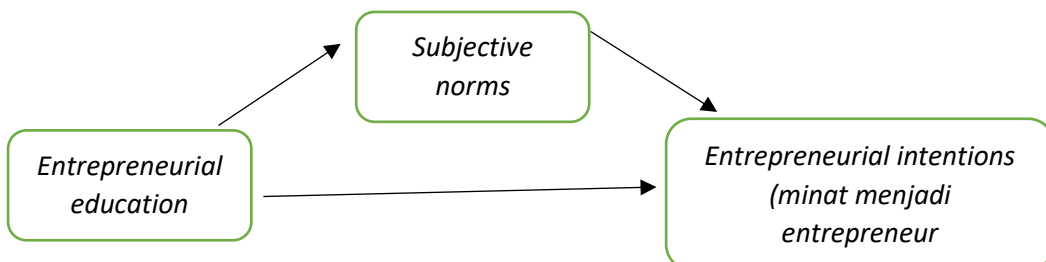 Subjective
norms
Entrepreneurial
education
Entrepreneurial intentions
(minat menjadi
entrepreneur